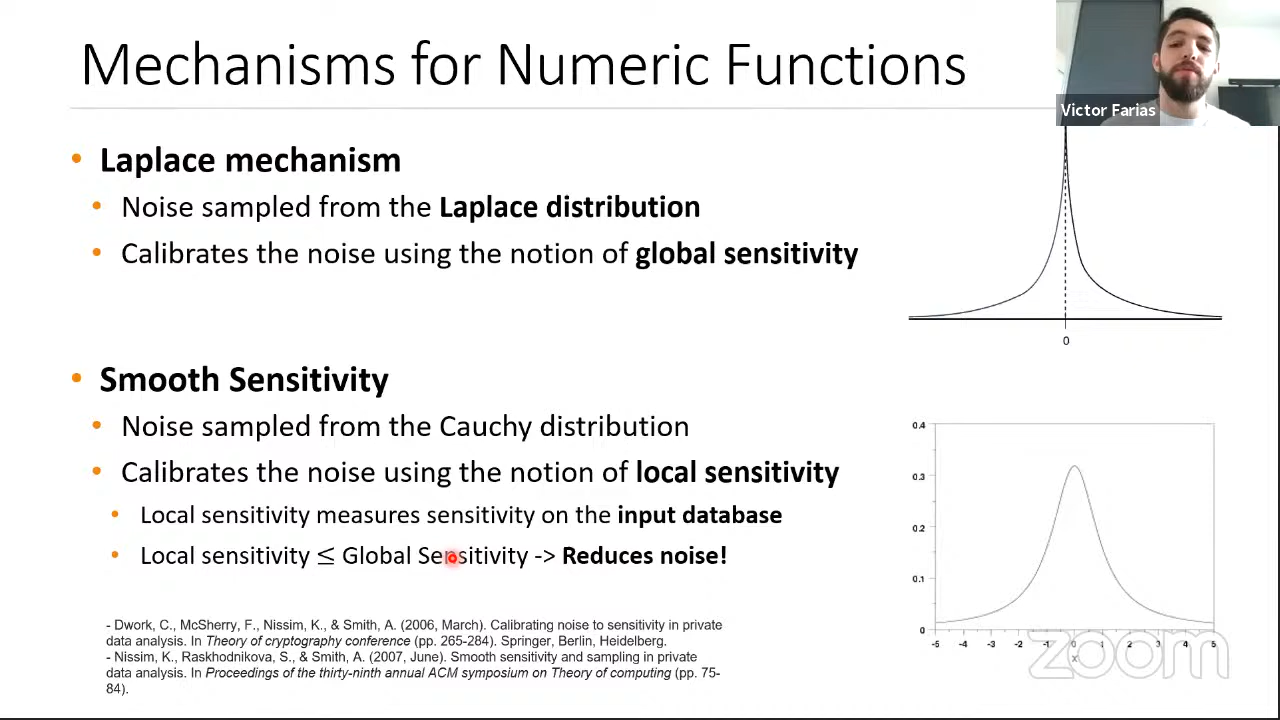 Mechanisms for Numeric Functions
Victor Farias
• Laplace mechanism
• Noise sampled from the Laplace distribution
• Calibrates the noise using the notion of global sensitivity
0
• Smooth Sensitivity
• Noise sampled from the Cauchy distribution
• Calibrates the noise using the notion of local sensitivity
• Local sensitivity measures sensitivity on the input database
• Local sensitivity ≤ Global Sensitivity -> Reduces noise!
0.4
0.3
0.2
0.1
0
-5 -4 -3 -2 -1 0 1 2 3 4 5
x
- Dwork, C., McSherry, F., Nissim, K., & Smith, A. (2006, March). Calibrating noise to sensitivity in private
data analysis. In Theory of cryptography conference (pp. 265-284). Springer, Berlin, Heidelberg.
- Nissim, K., Raskhodnikova, S., & Smith, A. (2007, June). Smooth sensitivity and sampling in private
data analysis. In Proceedings of the thirty-ninth annual ACM symposium on Theory of computing (pp. 75-
84).
zoom